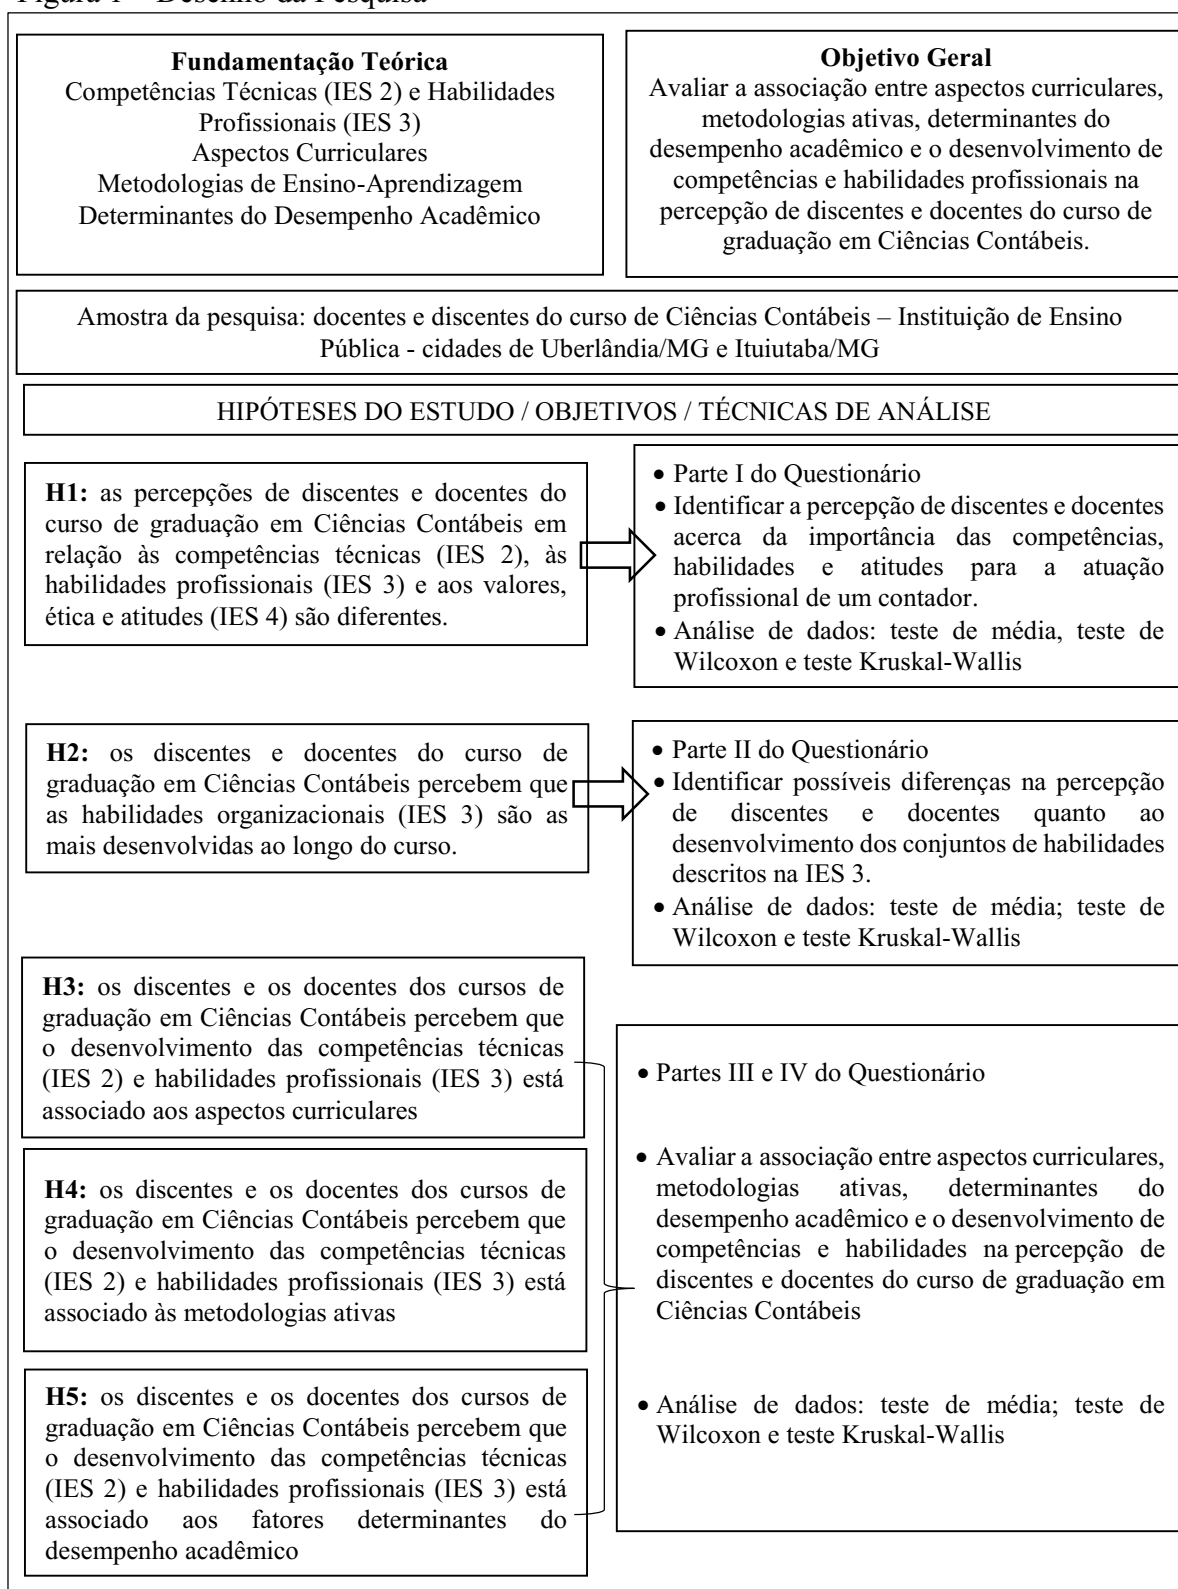 Figura 1 – Desenho da Pesquisa
Fundamentação Teórica
Competências Técnicas (IES 2) e Habilidades
Profissionais (IES 3)
Aspectos Curriculares
Metodologias de Ensino-Aprendizagem
Determinantes do Desempenho Acadêmico
Objetivo Geral
Avaliar a associação entre aspectos curriculares,
metodologias ativas, determinantes do
desempenho acadêmico e o desenvolvimento de
competências e habilidades profissionais na
percepção de discentes e docentes do curso de
graduação em Ciências Contábeis.
Amostra da pesquisa: docentes e discentes do curso de Ciências Contábeis – Instituição de Ensino
Pública - cidades de Uberlândia/MG e Ituiutaba/MG
HIPÓTESES DO ESTUDO / OBJETIVOS / TÉCNICAS DE ANÁLISE
H1: as percepções de discentes e docentes do
curso de graduação em Ciências Contábeis em
relação às competências técnicas (IES 2), às
habilidades profissionais (IES 3) e aos valores,
ética e atitudes (IES 4) são diferentes.
• Parte I do Questionário
• Identificar a percepção de discentes e docentes
acerca da importância das competências,
habilidades e atitudes para a atuação
profissional de um contador.
• Análise de dados: teste de média, teste de
Wilcoxon e teste Kruskal-Wallis
H2: os discentes e docentes do curso de
graduação em Ciências Contábeis percebem que
as habilidades organizacionais (IES 3) são as
mais desenvolvidas ao longo do curso.
• Parte II do Questionário
• Identificar possíveis diferenças na percepção
de discentes e docentes quanto ao
desenvolvimento dos conjuntos de habilidades
descritos na IES 3.
• Análise de dados: teste de média; teste de
Wilcoxon e teste Kruskal-Wallis
H3: os discentes e os docentes dos cursos de
graduação em Ciências Contábeis percebem que
o desenvolvimento das competências técnicas
(IES 2) e habilidades profissionais (IES 3) está
associado aos aspectos curriculares
H4: os discentes e os docentes dos cursos de
graduação em Ciências Contábeis percebem que
o desenvolvimento das competências técnicas
(IES 2) e habilidades profissionais (IES 3) está
associado às metodologias ativas
H5: os discentes e os docentes dos cursos de
graduação em Ciências Contábeis percebem que
o desenvolvimento das competências técnicas
(IES 2) e habilidades profissionais (IES 3) está
associado aos fatores determinantes do
desempenho acadêmico
• Partes III e IV do Questionário
• Avaliar a associação entre aspectos curriculares,
metodologias ativas, determinantes do
desempenho acadêmico e o desenvolvimento de
competências e habilidades na percepção de
discentes e docentes do curso de graduação em
Ciências Contábeis
• Análise de dados: teste de média; teste de
Wilcoxon e teste Kruskal-Wallis